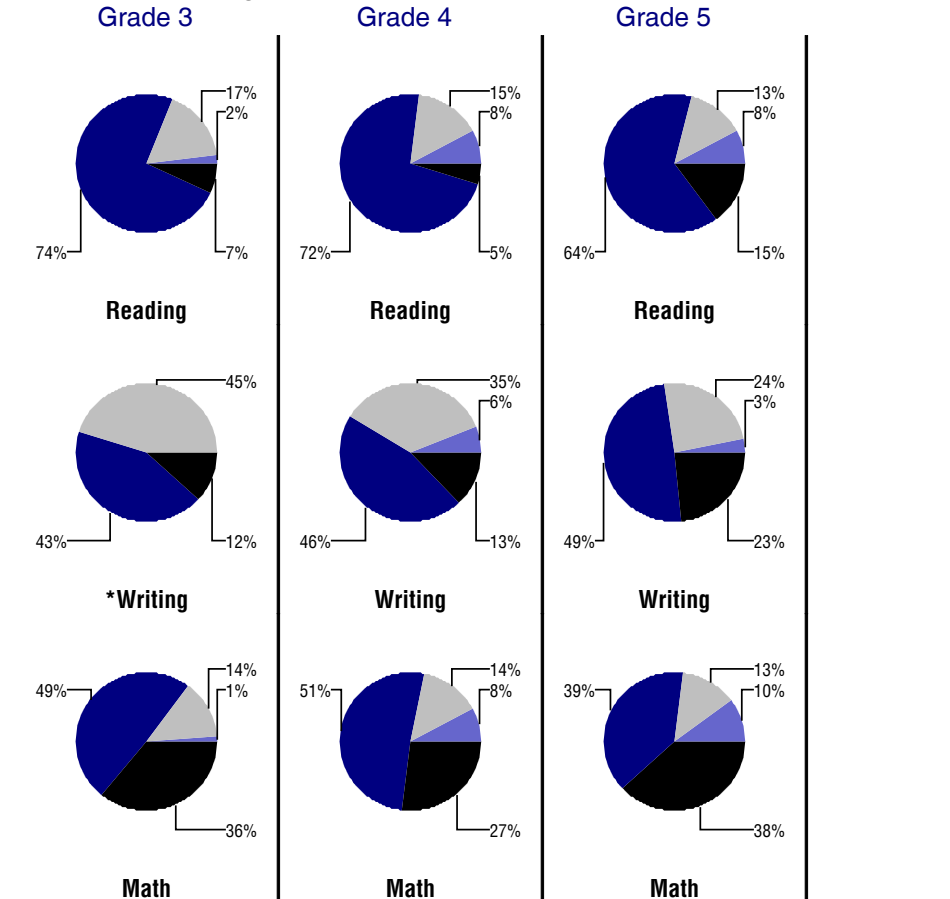 Grade 3 Grade 4 Grade 5
17% 15% 13%
2% 8% 8%
74% 7% 72% 5% 64% 15%
Reading Reading Reading
45% 35% 24%
6% 3%
43% 12% 46% 13% 49% 23%
*Writing Writing Writing
14% 14% 13%
49% 1% 51% 8% 39% 10%
36% 27% 38%
Math Math Math